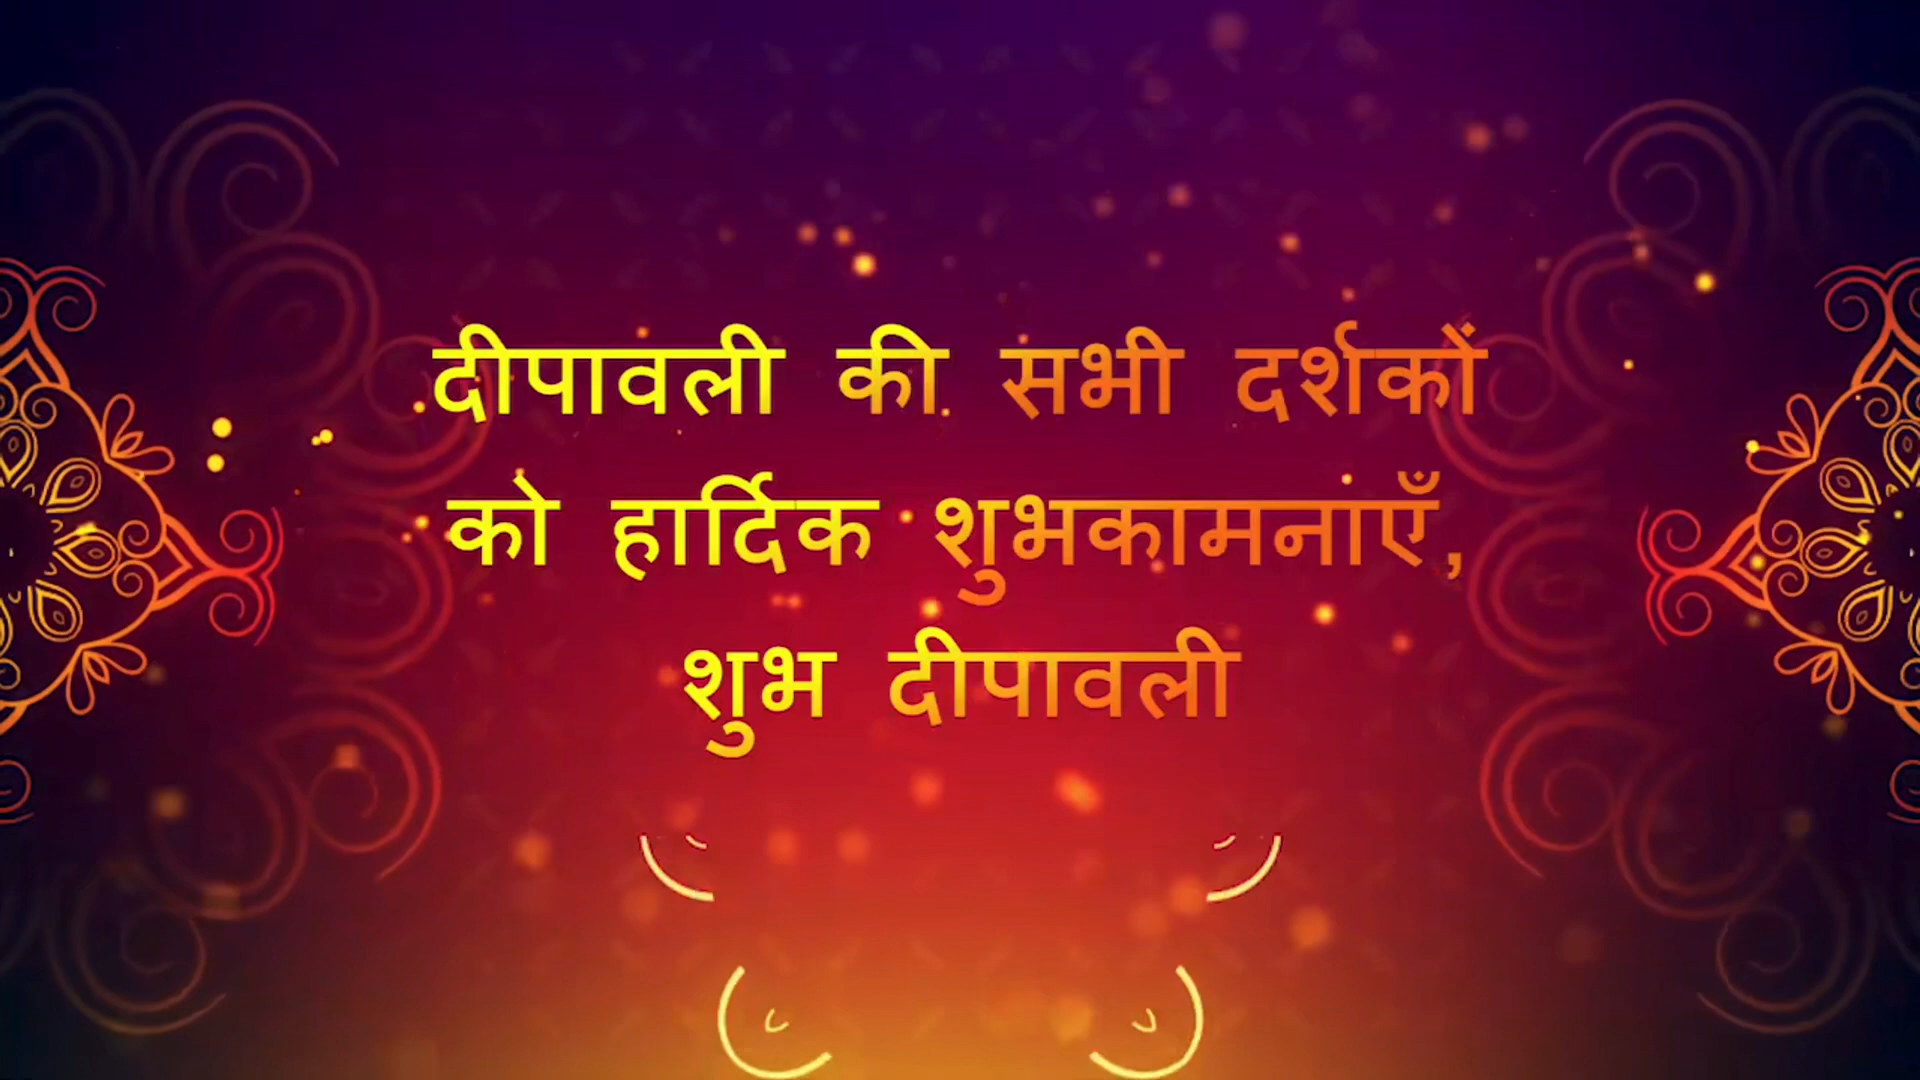 दीपावली की सभी दर्शकों
को हार्दिक शुभकामनाएँ,
शुभ दीपावली